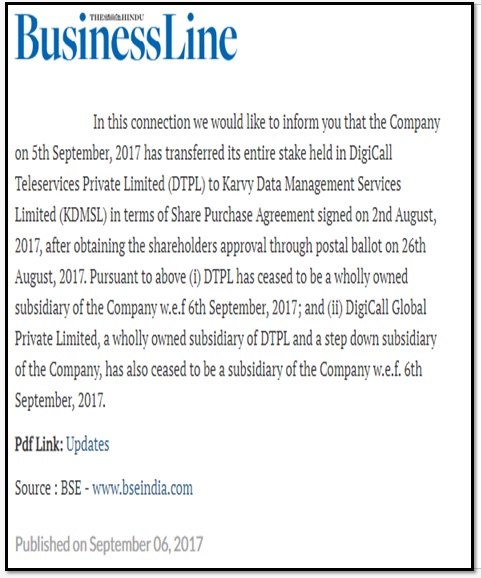 THE HINDU
BusinessLine
In this connection we would like to inform you that the Company
on 5th September, 2017 has transferred its entire stake held in DigiCall
Teleservices Private Limited (DTPL) to Karvy Data Management Services
Limited (KDMSL) in terms of Share Purchase Agreement signed on 2nd August,
2017, after obtaining the shareholders approval through postal ballot on 26th
August, 2017. Pursuant to above (i) DTPL has ceased to be a wholly owned
subsidiary of the Company w.e.f 6th September, 2017; and (ii) DigiCall Global
Private Limited, a wholly owned subsidiary of DTPL and a step down subsidiary
of the Company, has also ceased to be a subsidiary of the Company w.e.f. 6th
September, 2017.
Pdf Link: Updates
Source : BSE - www.bseindia.com
Published on September 06, 2017